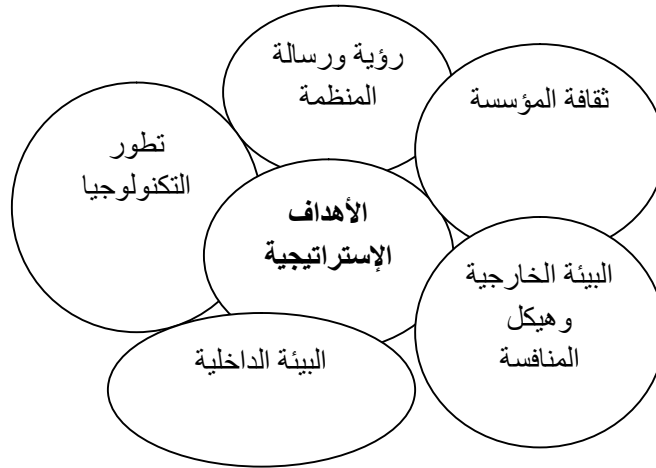 رؤية ورسالة
المنظمة
ثقافة المؤسسة
تطور
التكنولوجيا
الأهداف
الإستراتيجية
البيئة الخارجية
وهيكل
المنافسة
البيئة الداخلية